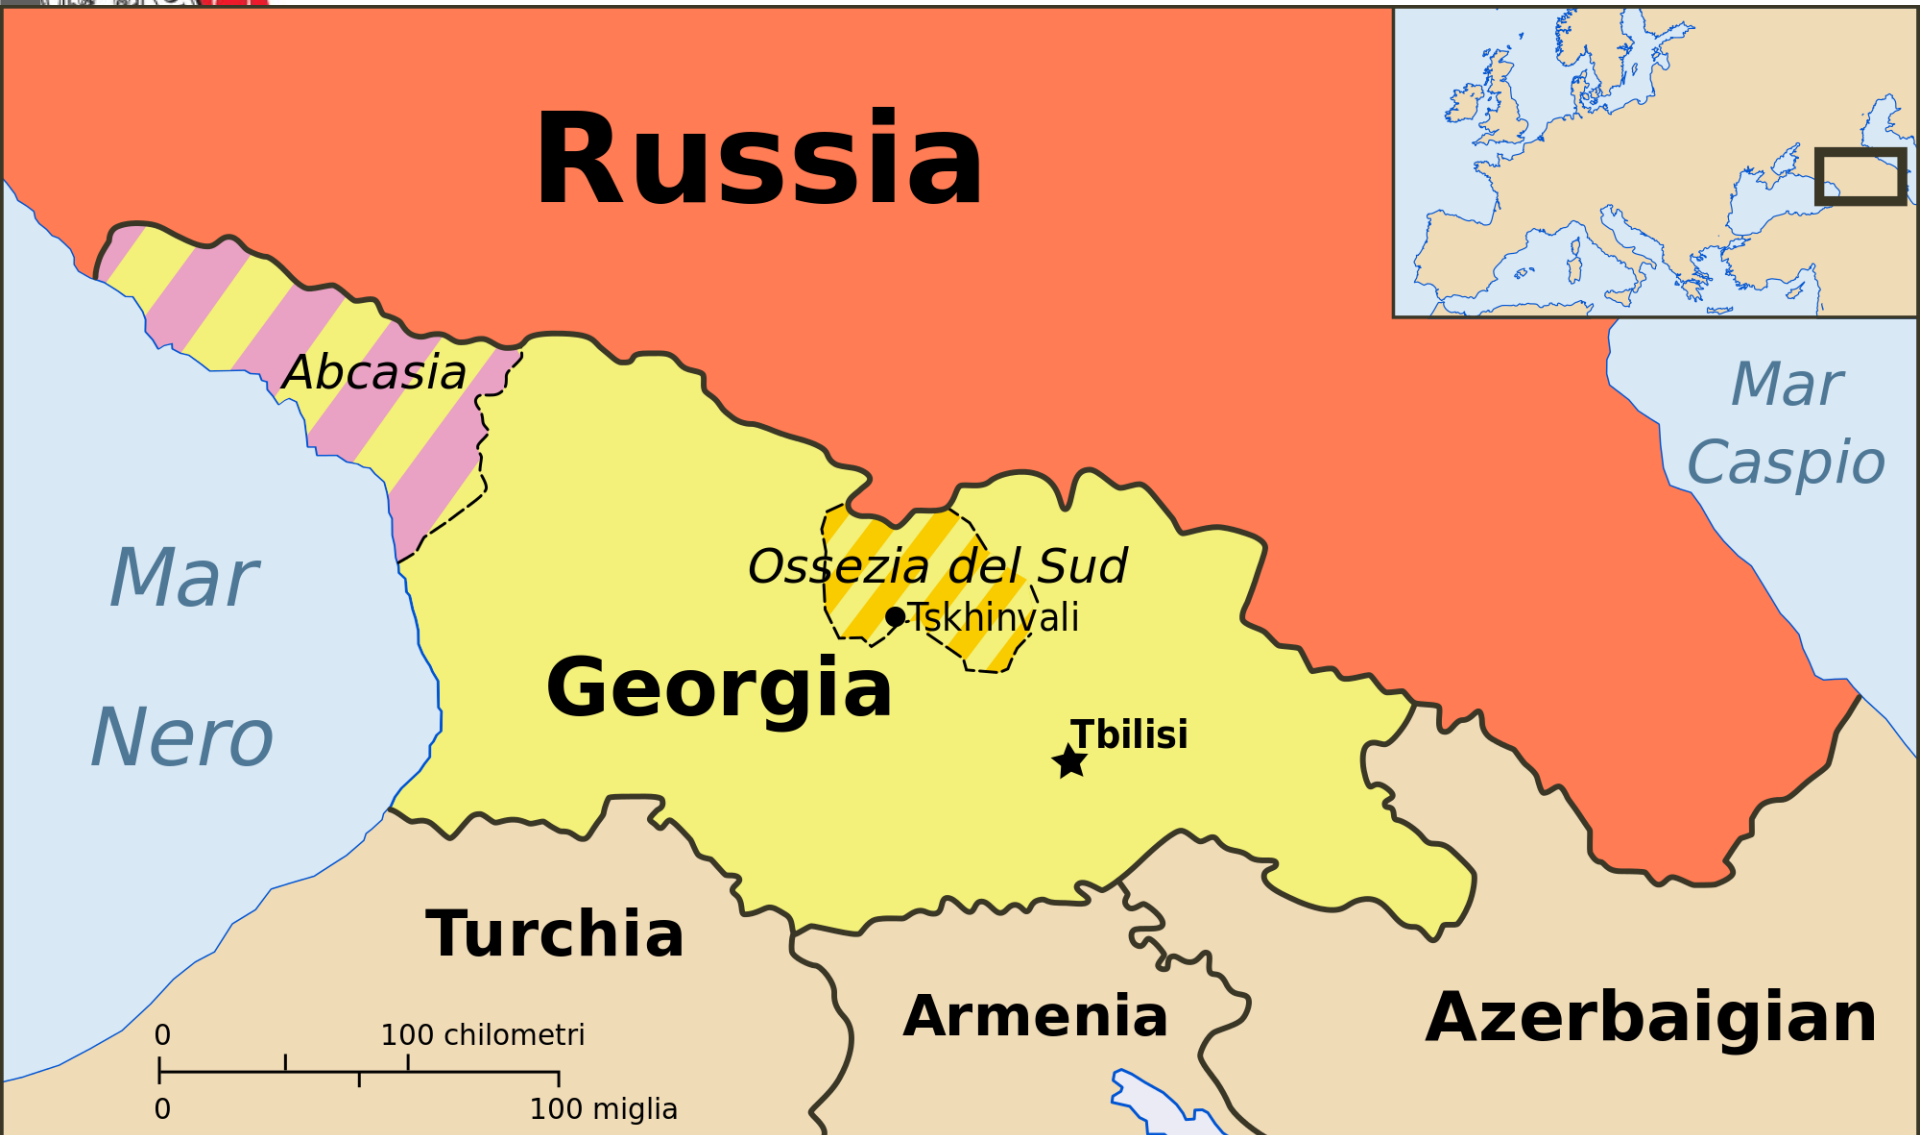 Russia
Abcasia
Mar
Caspio
Mar
Nero
Ossezia del Sud
Tskhinvali
Georgia
Tbilisi
Turchia
Armenia
Azerbaigian
0 100 chilometri
0 100 miglia